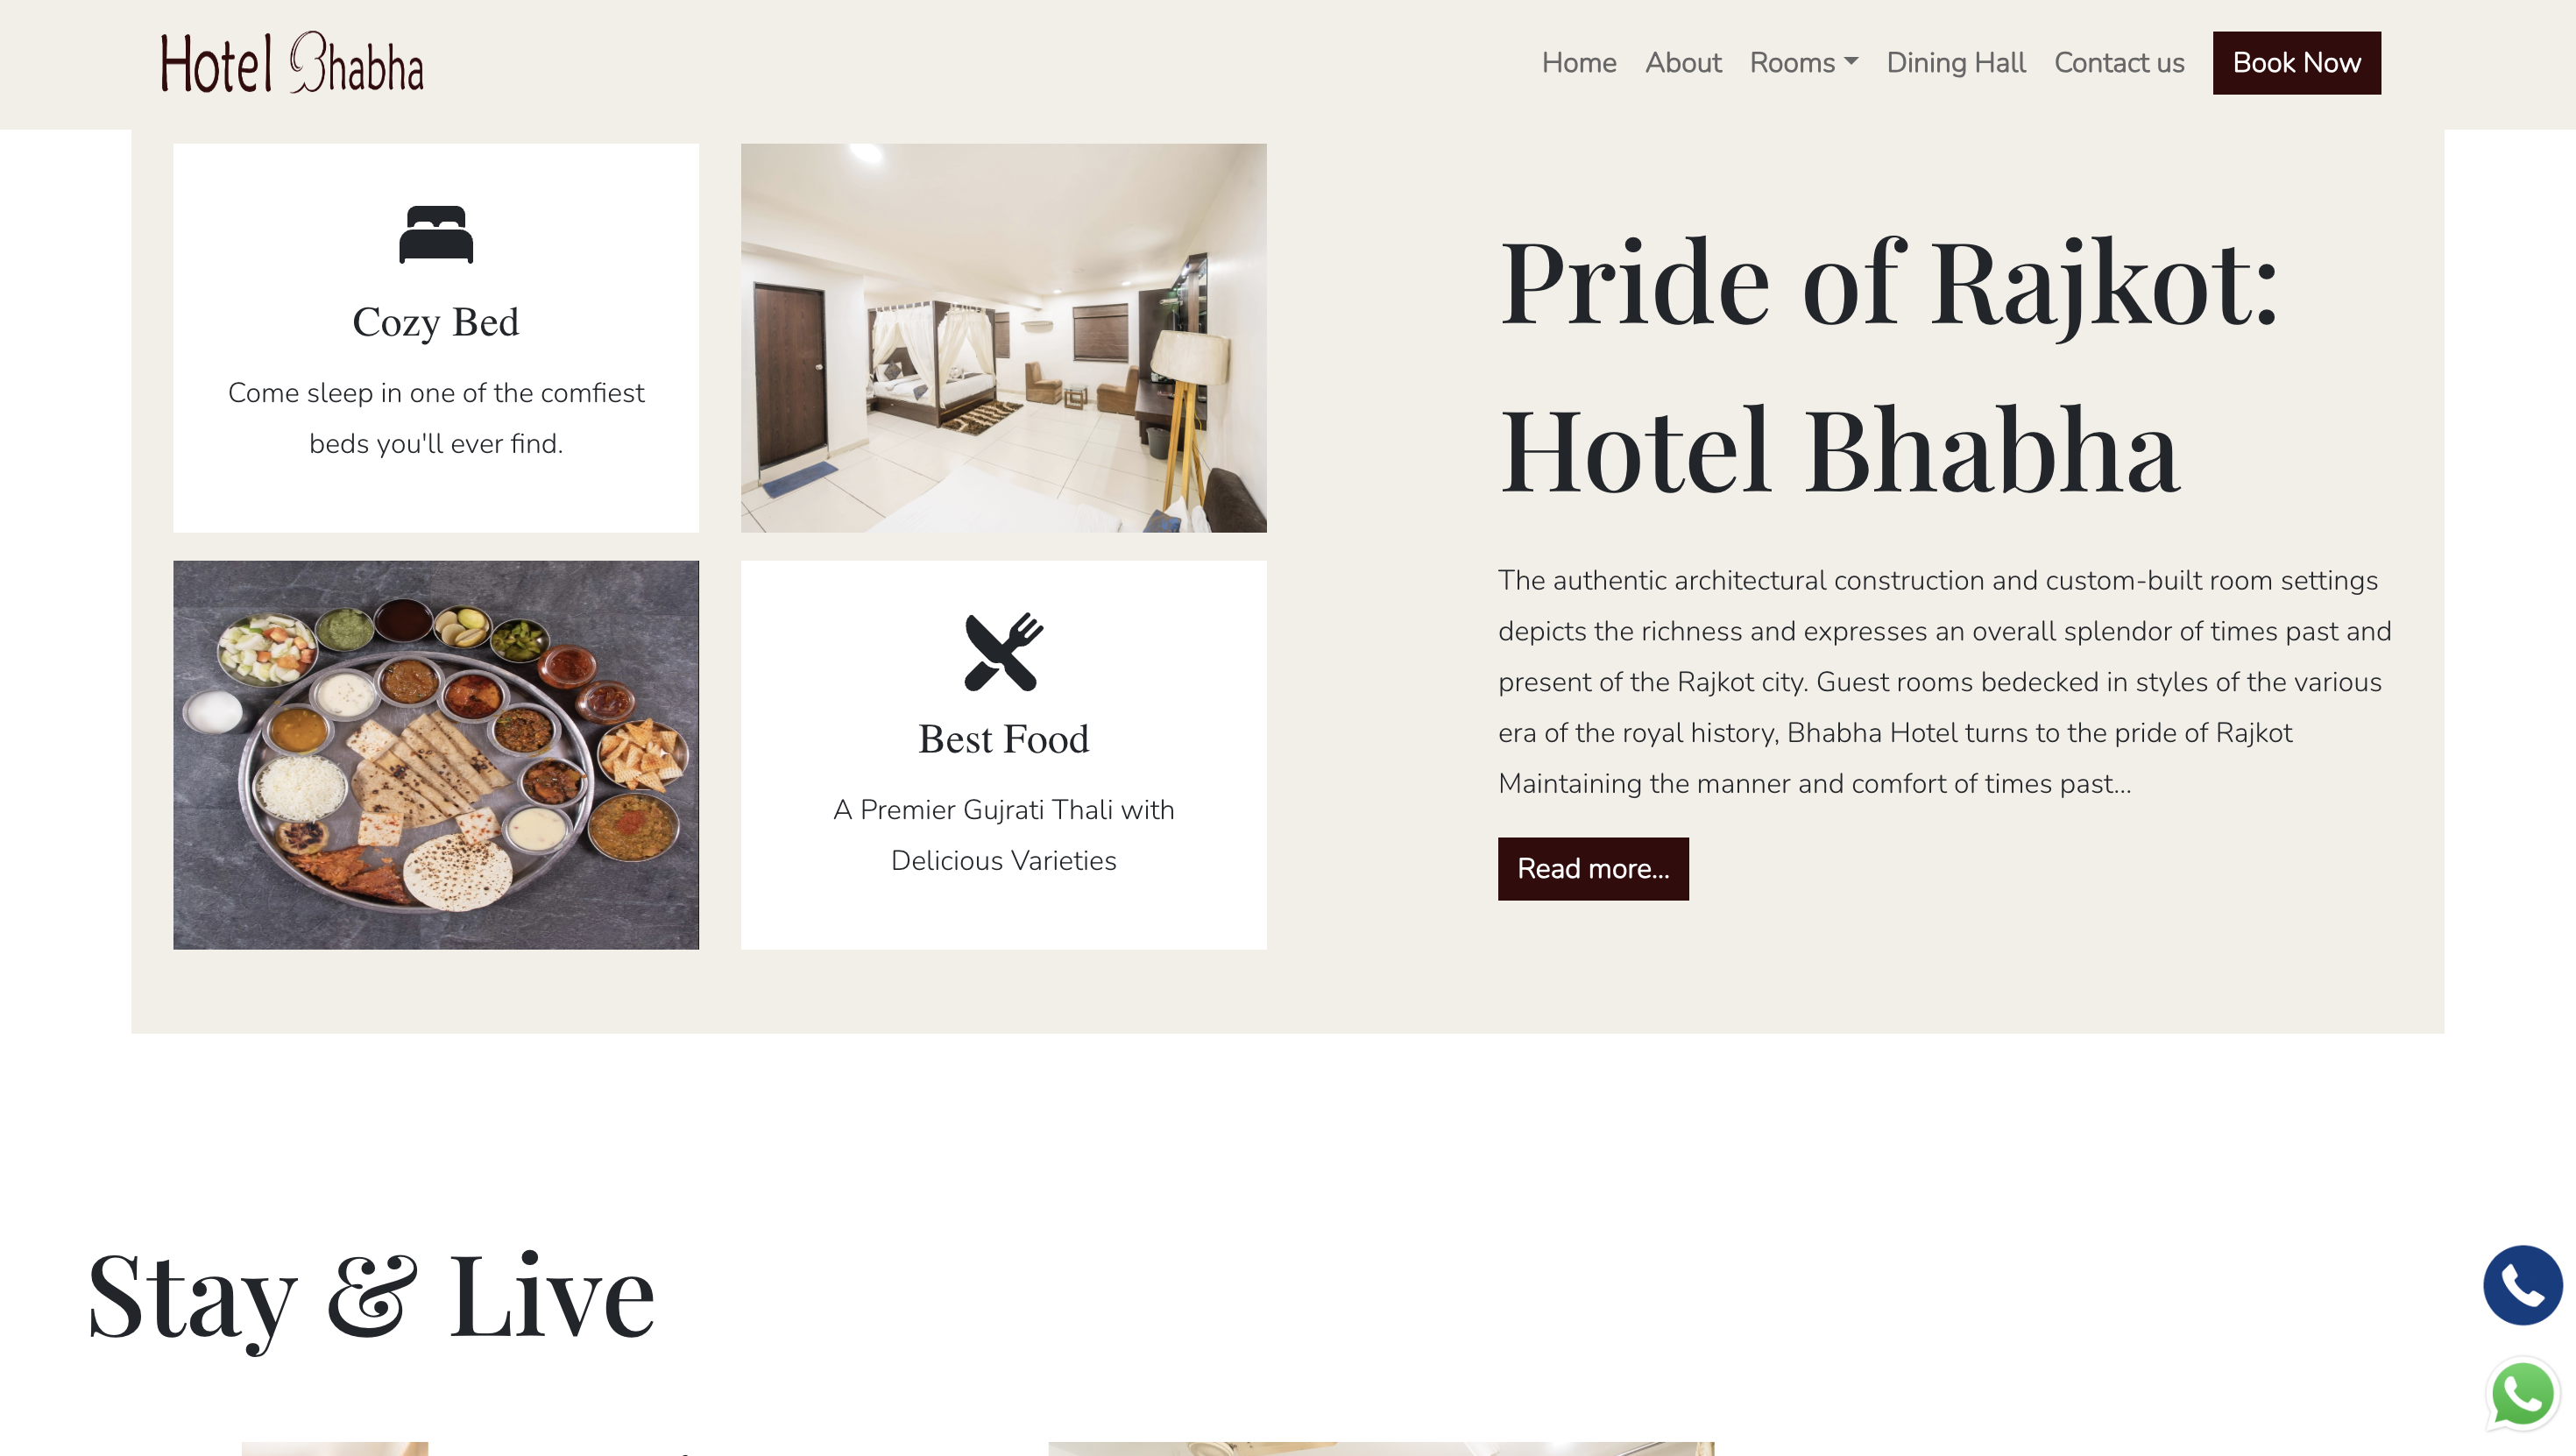 Hotel Bhabha
Home About Rooms Dining Hall Contact us Book Now
Cozy Bed
Come sleep in one of the comfiest
beds you'll ever find.
Best Food
A Premier Gujrati Thali with
Delicious Varieties
Pride of Rajkot:
Hotel Bhabha
The authentic architectural construction and custom-built room settings
depicts the richness and expresses an overall splendor of times past and
present of the Rajkot city. Guest rooms bedecked in styles of the various
era of the royal history, Bhabha Hotel turns to the pride of Rajkot
Maintaining the manner and comfort of times past...
Read more...
Stay & Live